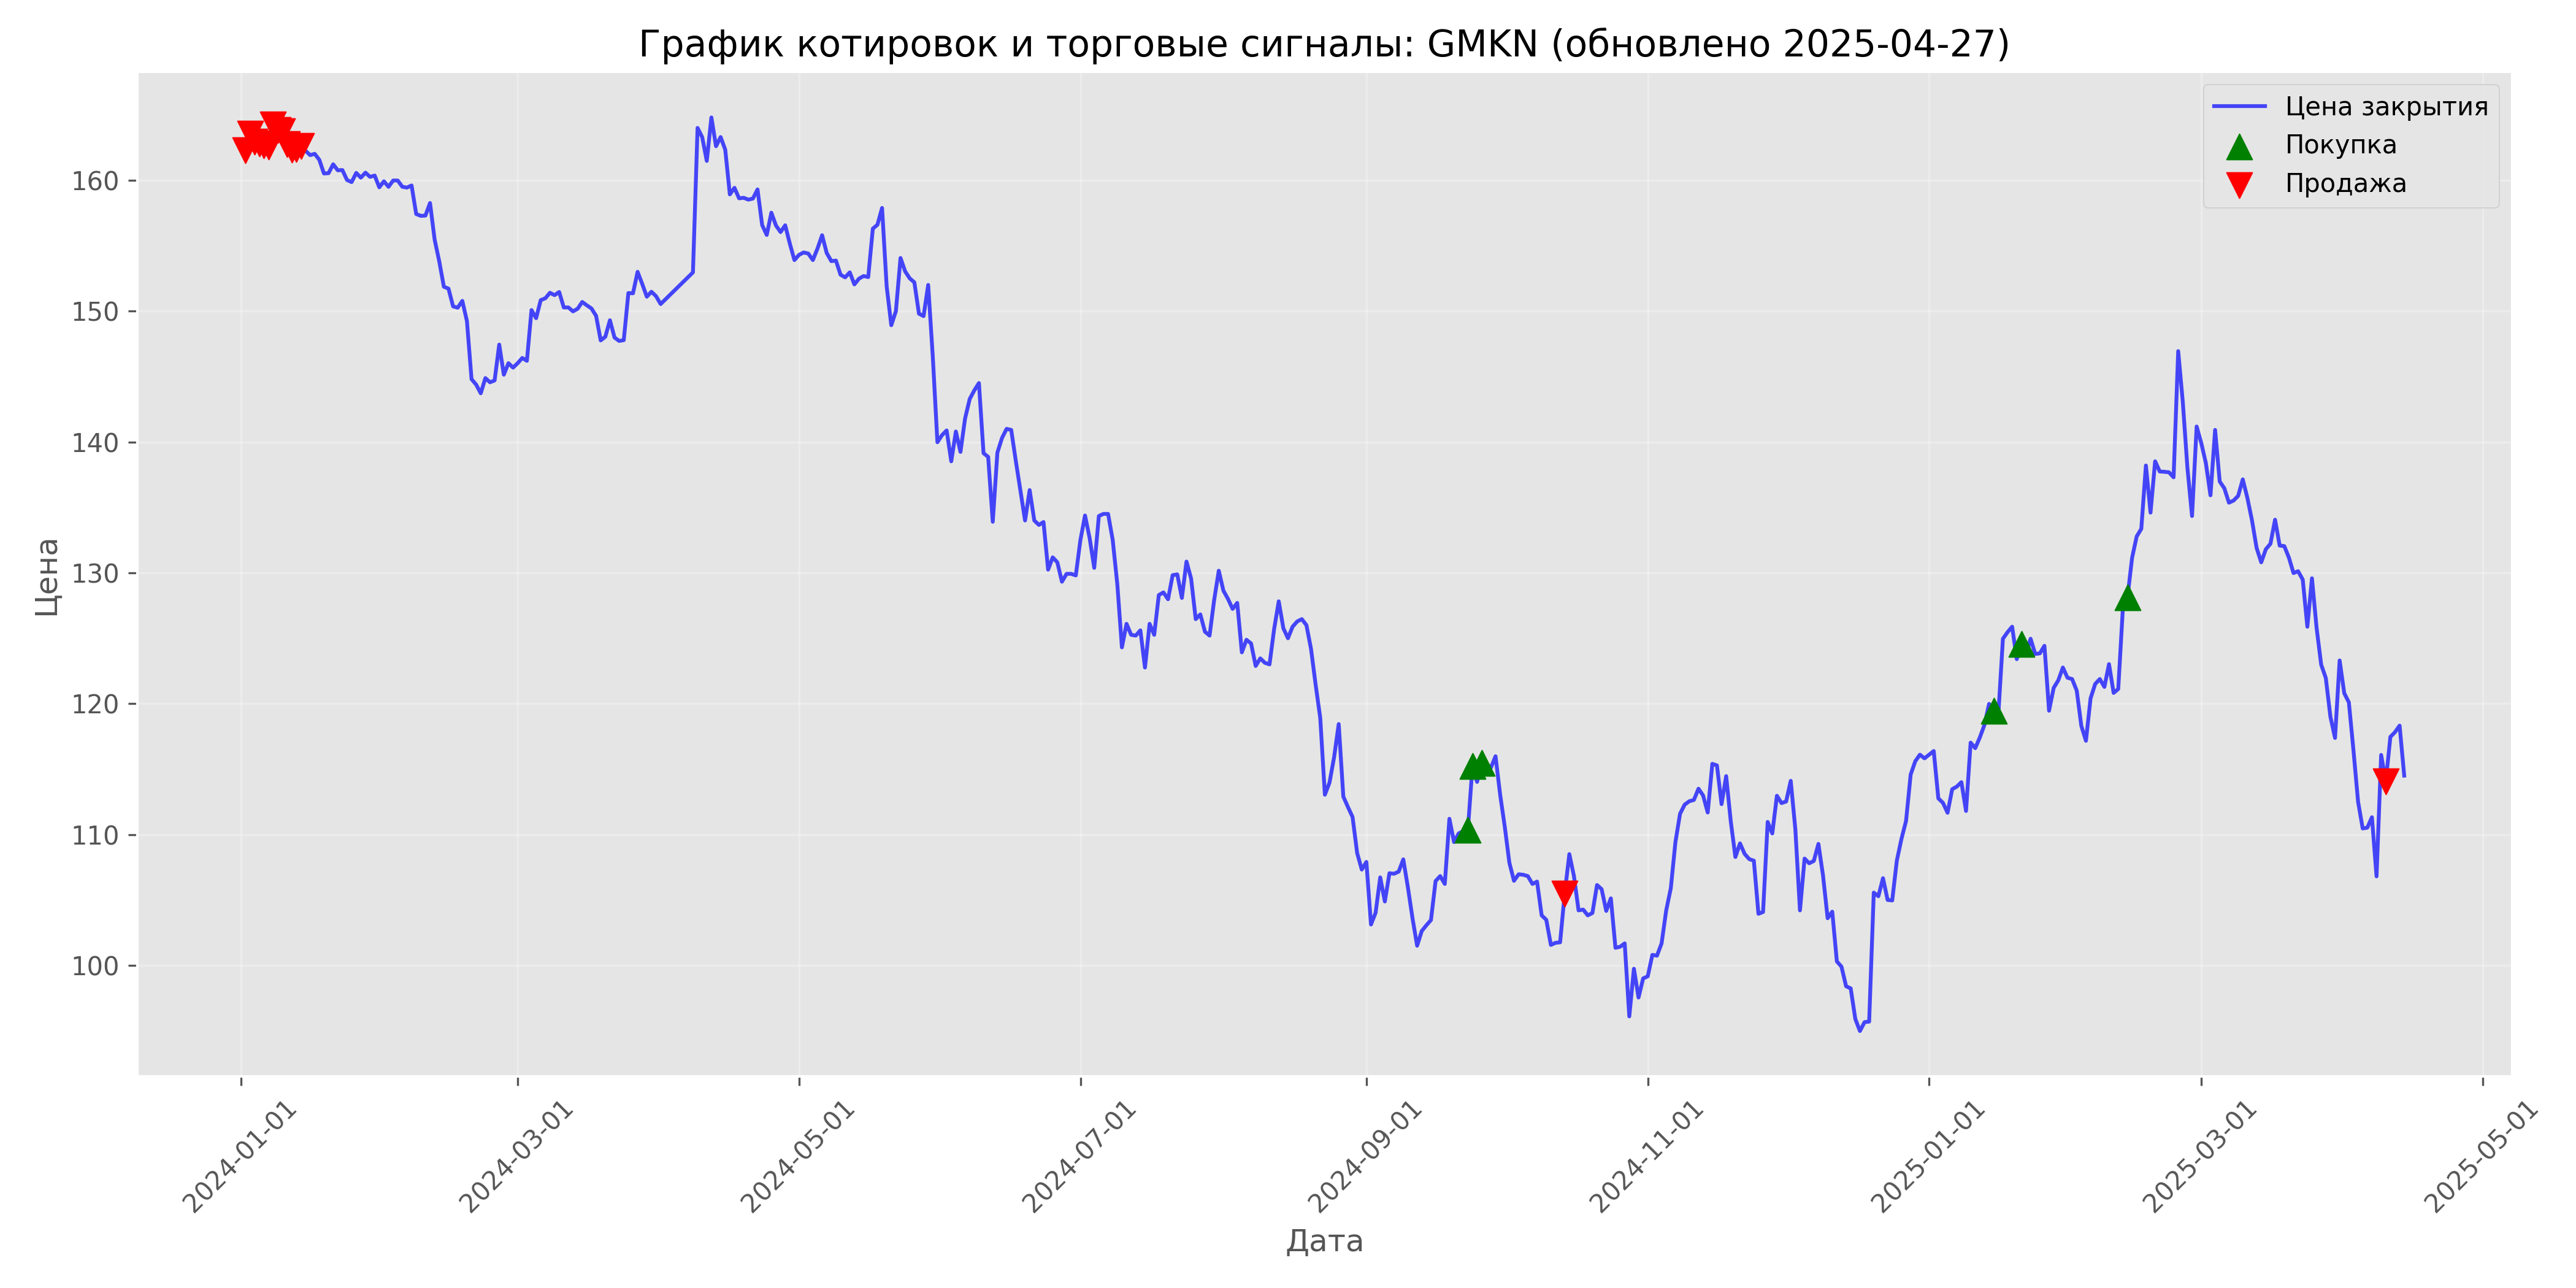 График котировок и торговые сигналы: GMKN (обновлено 2025-04-27)
Цена закрытия
Покупка
Продажа
160
150
140
130
120
110
100
Цена
2024-01-01
2024-03-01
2024-05-01
2024-07-01
2024-09-01
2024-11-01
2025-01-01
2025-03-01
2025-05-01
Дата